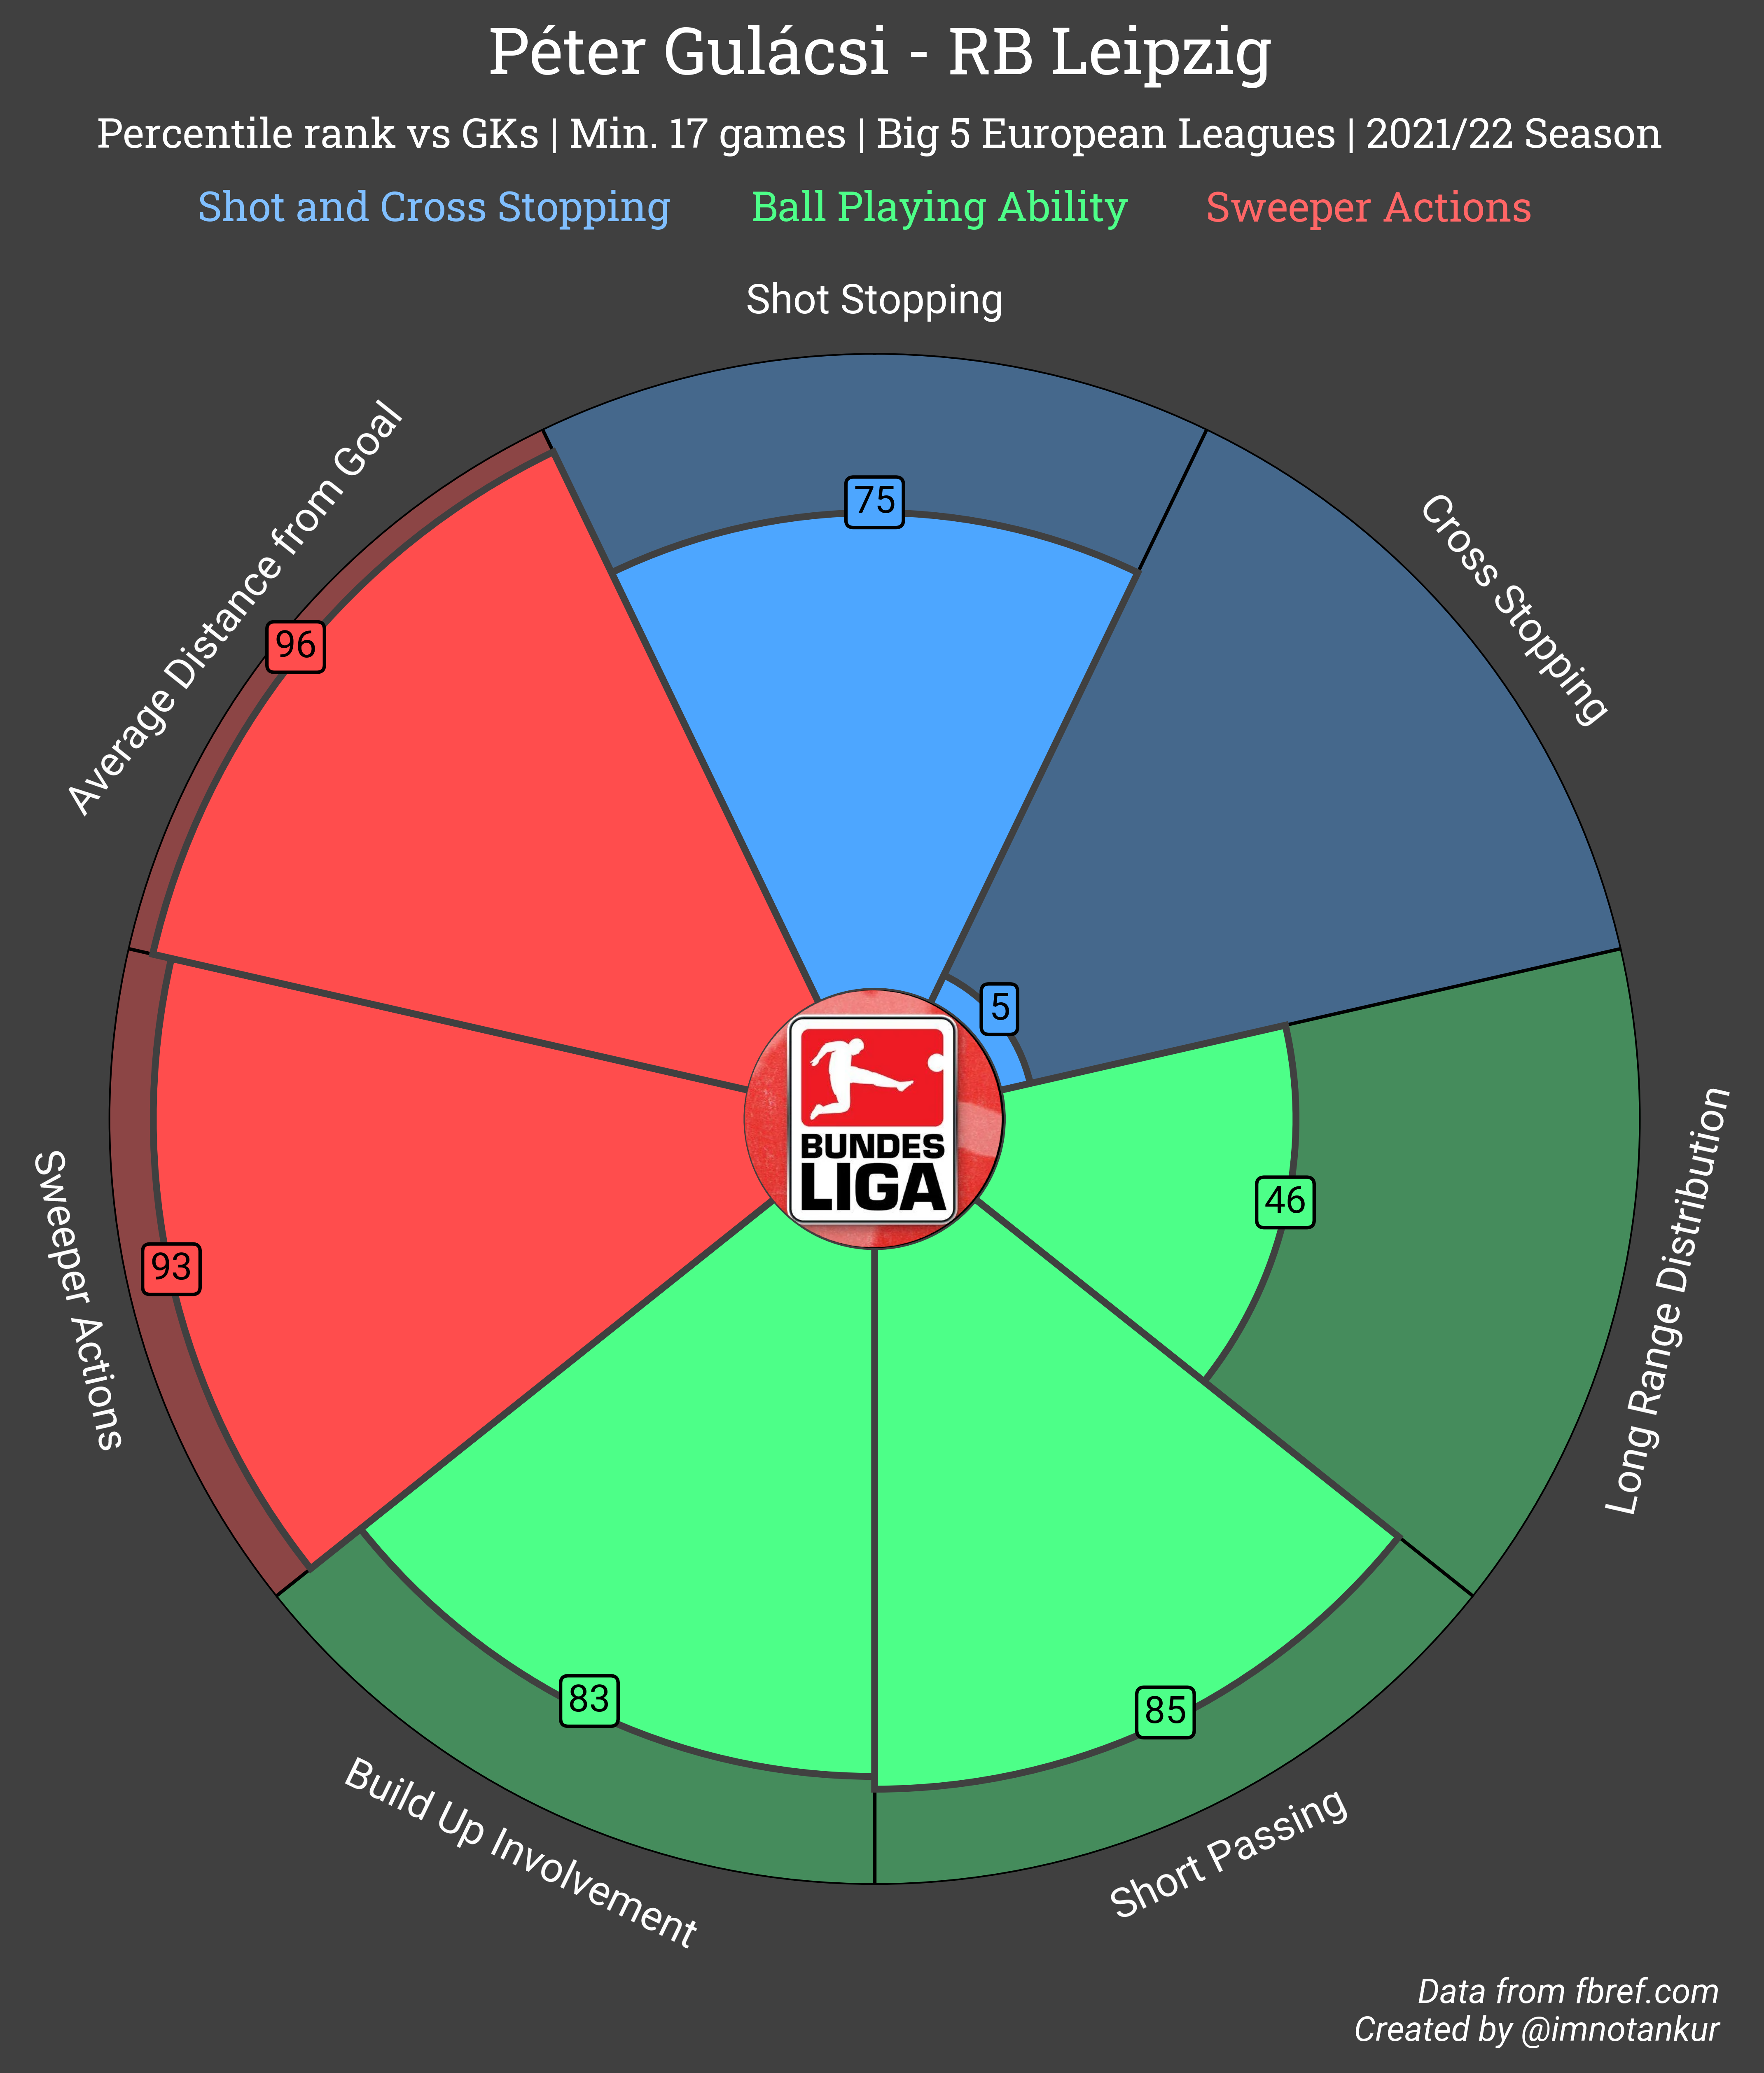 Péter Gulácsi - RB Leipzig
Percentile rank vs GKs | Min. 17 games | Big 5 European Leagues | 2021/22 Season
Shot and Cross Stopping Ball Playing Ability Sweeper Actions
Shot Stopping
Average Distance from Goal
Cross Stopping
75
96
5
BUNDES
LIGA
46
Long Range Distribution
Sweeper Actions
93
83
85
Build Up Involvement
Short Passing
Data from fbref.com
Created by @imnotankur